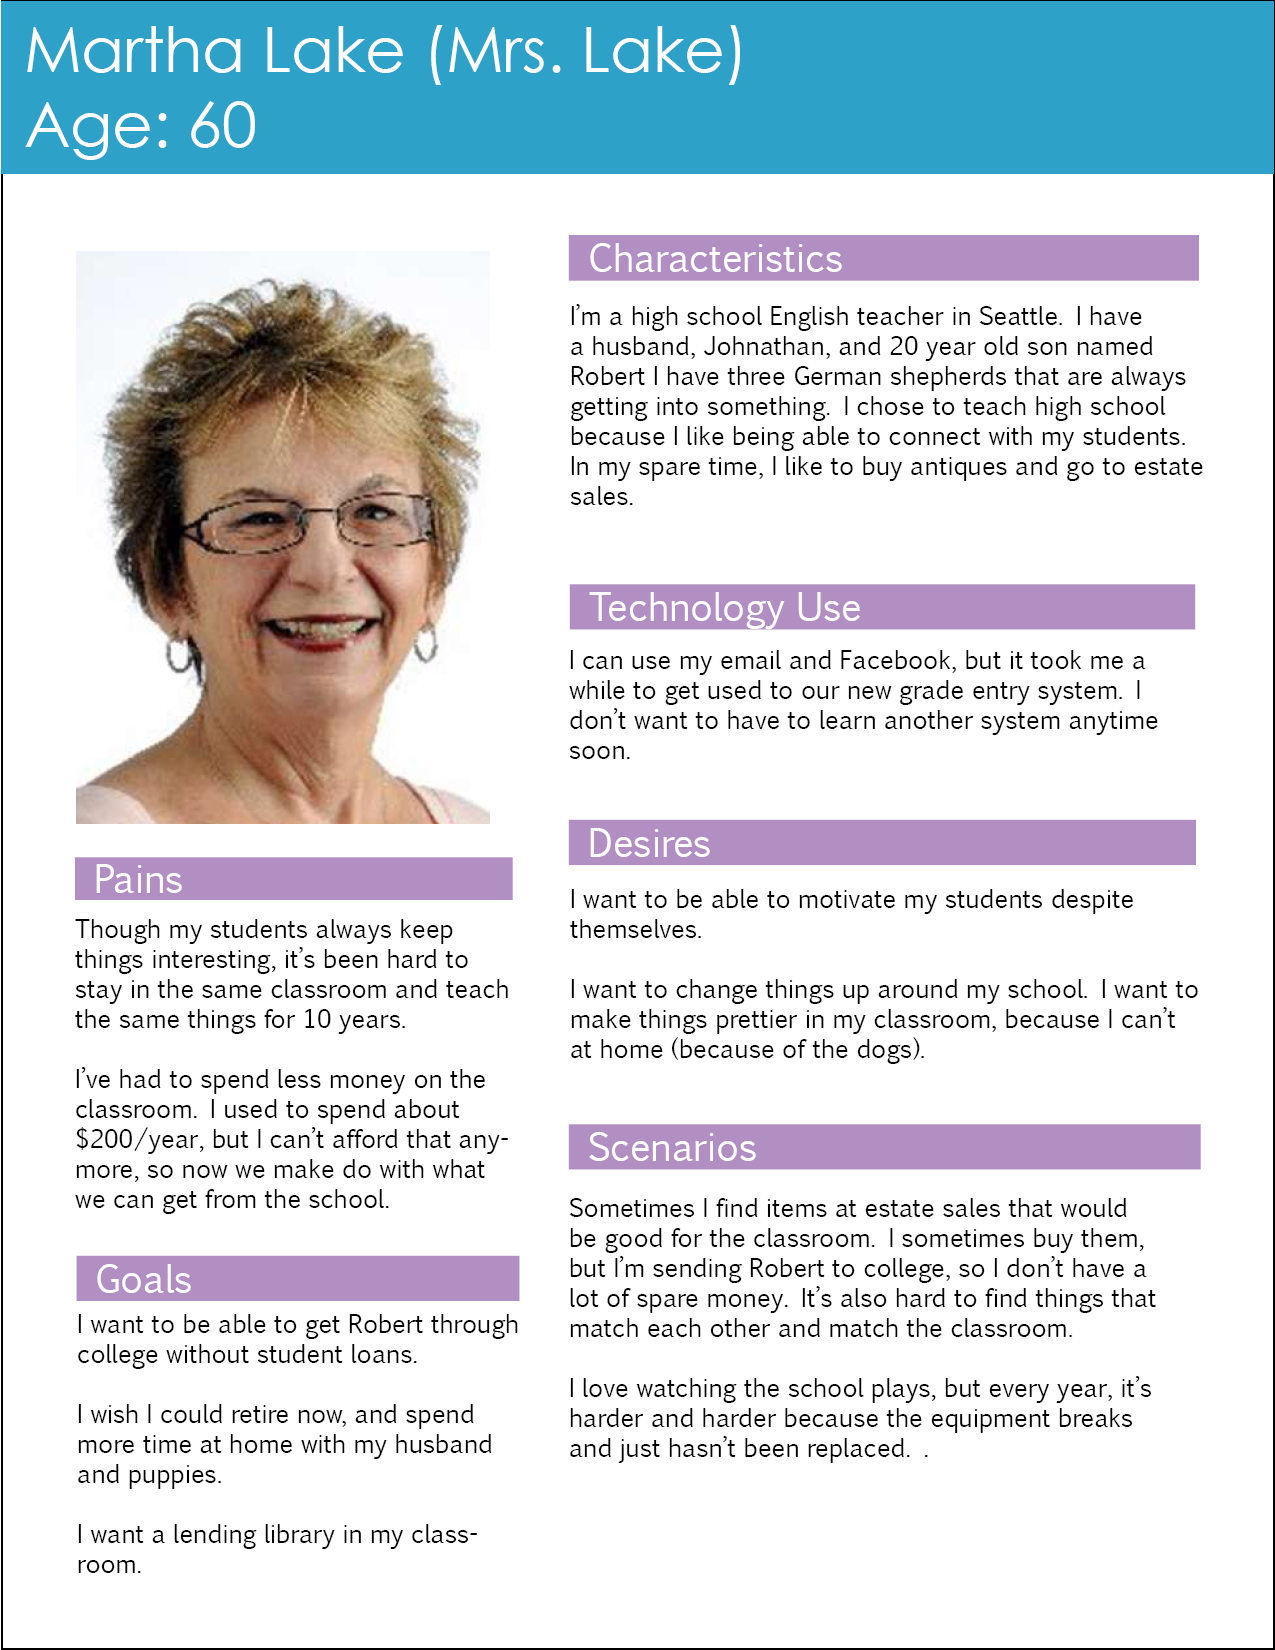 Martha Lake (Mrs. Lake)
Age: 60
Pains
Though my students always keep
things interesting, it’s been hard to
stay in the same classroom and teach
the same things for 10 years.
I’ve had to spend less money on the
classroom. I used to spend about
$200/year, but I can’t afford that any-
more, so now we make do with what
we can get from the school.
Goals
I want to be able to get Robert through
college without student loans.
I wish I could retire now, and spend
more time at home with my husband
and puppies.
I want a lending library in my class-
room.
Characteristics
I’m a high school English teacher in Seattle. I have
a husband, Johnathan, and 20 year old son named
Robert I have three German shepherds that are always
getting into something. I chose to teach high school
because I like being able to connect with my students.
In my spare time, I like to buy antiques and go to estate
sales.
Technology Use
I can use my email and Facebook, but it took me a
while to get used to our new grade entry system. I
don’t want to have to learn another system anytime
soon.
Desires
I want to be able to motivate my students despite
themselves.
I want to change things up around my school. I want to
make things prettier in my classroom, because I can’t
at home (because of the dogs).
Scenarios
Sometimes I find items at estate sales that would
be good for the classroom. I sometimes buy them,
but I’m sending Robert to college, so I don’t have a
lot of spare money. It’s also hard to find things that
match each other and match the classroom.
I love watching the school plays, but every year, it’s
harder and harder because the equipment breaks
and just hasn’t been replaced. .